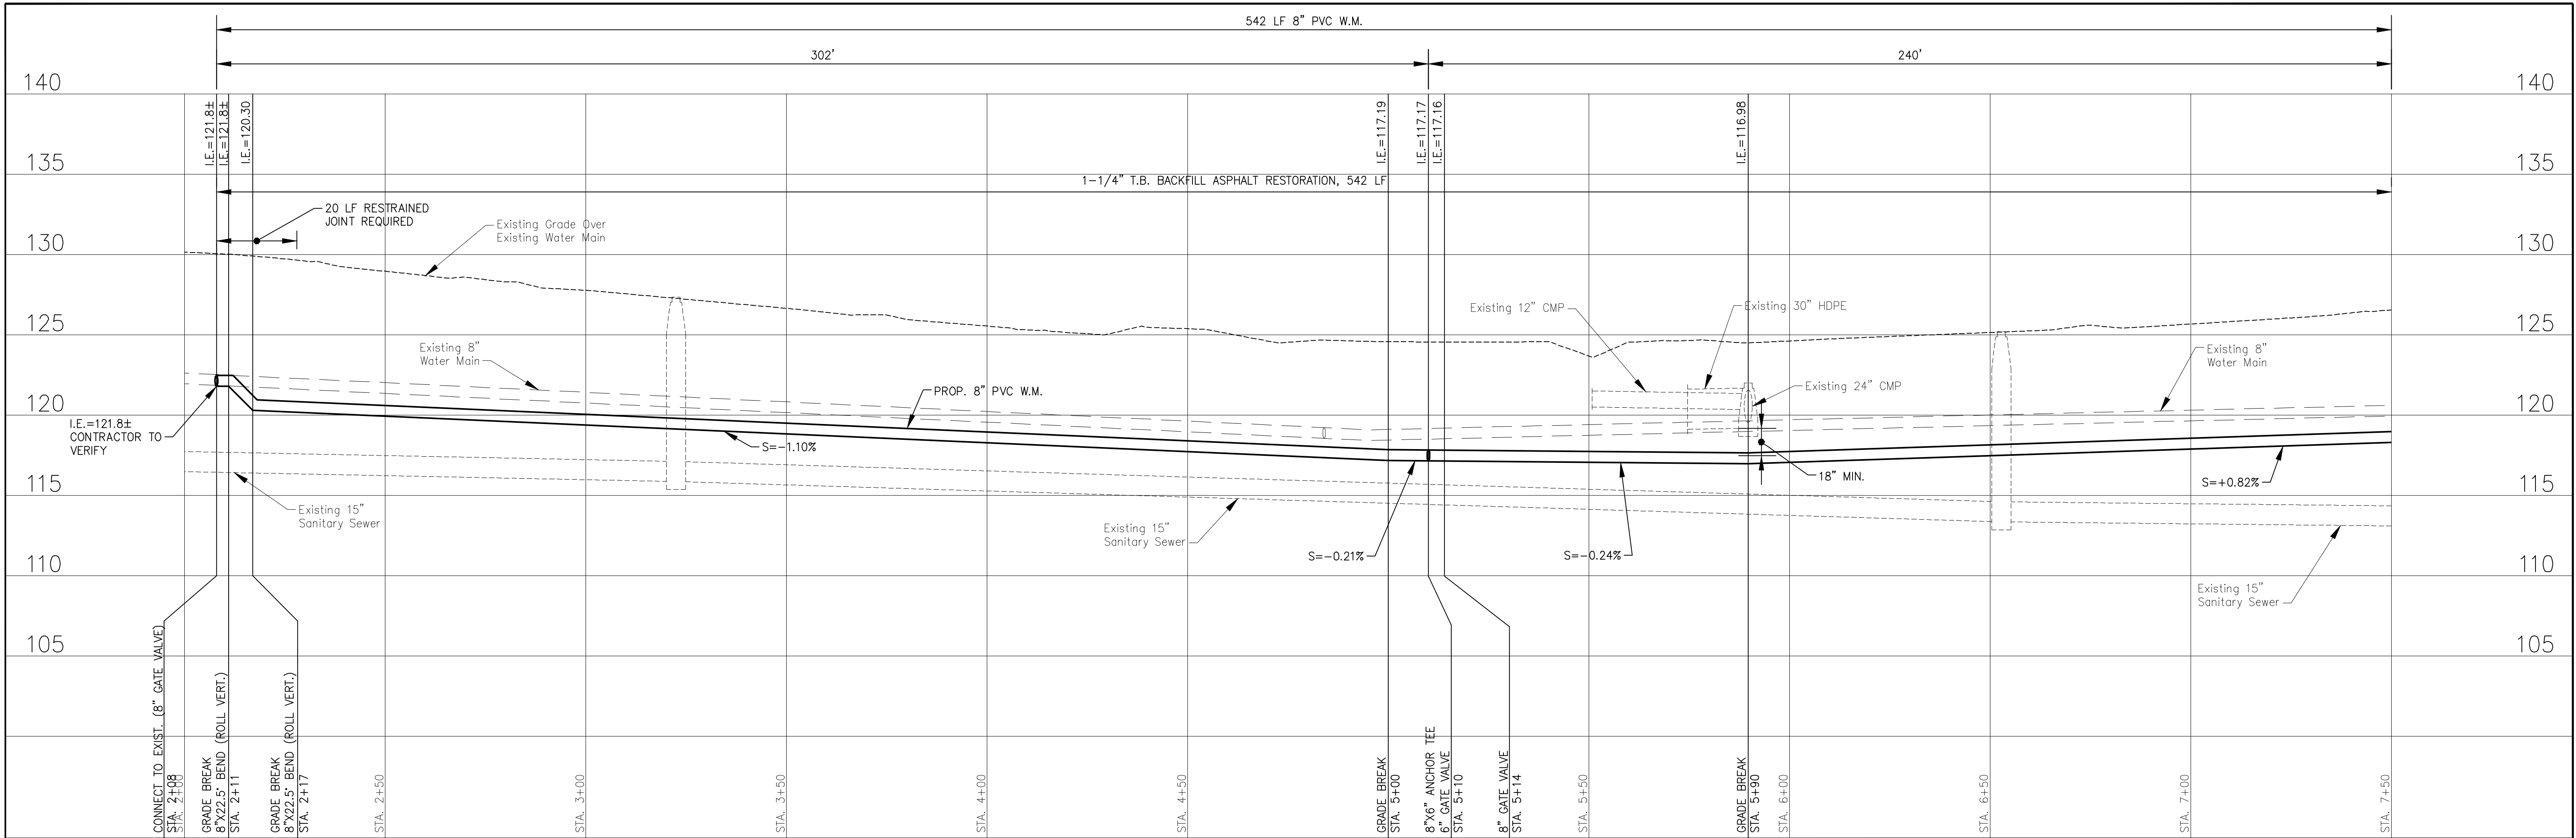 542 LF 8" PVC W.M.
302'
240'
140
140
I.E.=121.8±
I.E.=121.8±
I.E.=120.30
I.E.=117.19
I.E.=117.17
I.E.=117.16
I.E.=116.98
135
135
1-1/4" T.B. BACKFILL ASPHALT RESTORATION, 542 LF
20 LF RESTRAINED
JOINT REQUIRED
Existing Grade Over
Existing Water Main
130
130
Existing 12" CMP
Existing 30" HDPE
125
125
Existing 8"
Water Main
Existing 8"
Water Main
Existing 24" CMP
PROP. 8" PVC W.M.
120
120
I.E.=121.8±
CONTRACTOR TO
VERIFY
S=-1.10%
18" MIN.
S=+0.82%
115
115
Existing 15"
Sanitary Sewer
Existing 15"
Sanitary Sewer
S=-0.21%
S=-0.24%
110
110
Existing 15"
Sanitary Sewer
105
105
CONNECT TO EXIST. (8" GATE VALVE)
STA. 2+08
STA. 2+00
GRADE BREAK
8"X22.5° BEND (ROLL VERT.)
STA. 2+11
GRADE BREAK
8"X22.5° BEND (ROLL VERT.)
STA. 2+17
STA. 2+50
STA. 3+00
STA. 3+50
STA. 4+00
STA. 4+50
GRADE BREAK
STA. 5+00
8"X6" ANCHOR TEE
6" GATE VALVE
STA. 5+10
8" GATE VALVE
STA. 5+14
STA. 5+50
GRADE BREAK
STA. 5+90
STA. 6+00
STA. 6+50
STA. 7+00
STA. 7+50